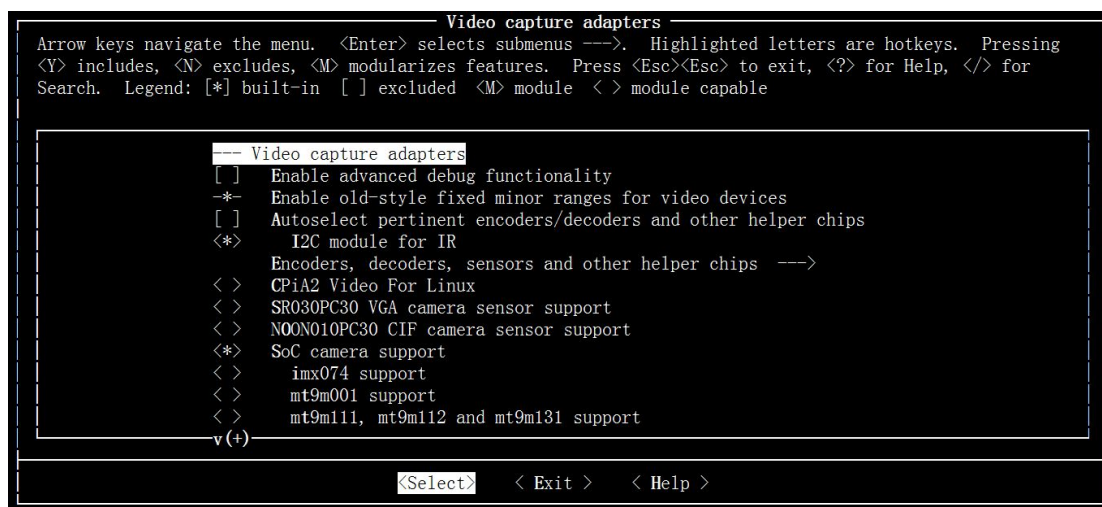 Video capture adapters
Arrow keys navigate the menu.  <Enter> selects submenus --->.  Highlighted letters are hotkeys.  Pressing
<Y> includes, <N> excludes, <M> modularizes features.  Press <Esc><Esc> to exit, <?> for Help, </> for
Search.  Legend: [*] built-in  [ ] excluded  <M> module  < > module capable
--- Video capture adapters
[ ]   Enable advanced debug functionality
-*-   Enable old-style fixed minor ranges for video devices
[ ]   Autoselect pertinent encoders/decoders and other helper chips
<*>     I2C module for IR
Encoders, decoders, sensors and other helper chips  --->
< >   CPiA2 Video For Linux
< >   SR030PC30 VGA camera sensor support
< >   NOON010PC30 CIF camera sensor support
<*>   SoC camera support
< >     imx074 support
< >     mt9m001 support
< >     mt9m111, mt9m112 and mt9m131 support
v(+)
<Select>    < Exit >    < Help >